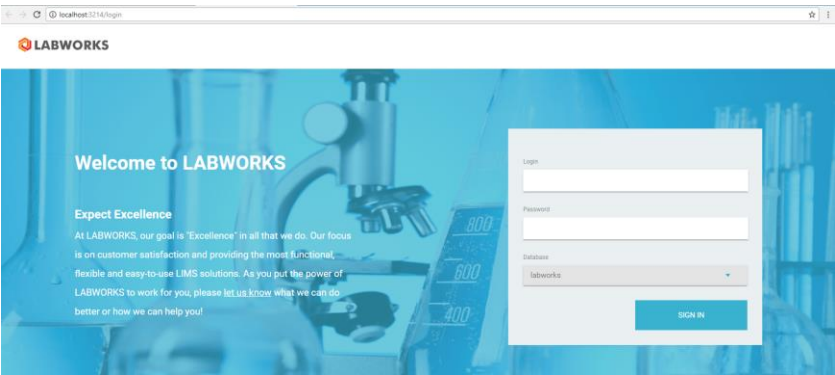 localhost:3214/login
LABWORKS
Welcome to LABWORKS
Expect Excellence
At LABWORKS, our goal is "Excellence" in all that we do. Our focus
is on customer satisfaction and providing the most functional,
flexible and easy-to-use LIMS solutions. As you put the power of
LABWORKS to work for you, please let us know what we can do
better or how we can help you!
800
600
400
Login
Password
Database
labworks
SIGN IN